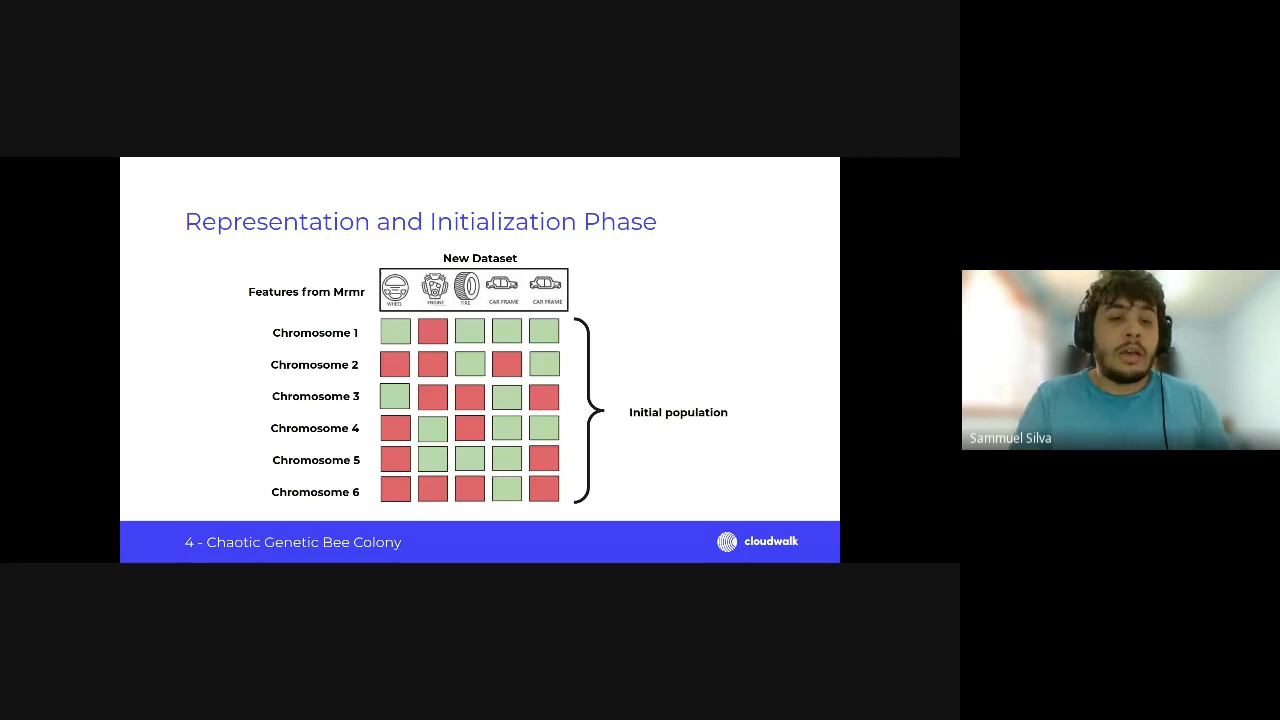 Representation and Initialization Phase
New Dataset
Features from Mrmr
WHEEL ENGINE TIRE CAR FRAME CAR FRAME
Chromosome 1
Chromosome 2
Chromosome 3
Chromosome 4
Chromosome 5
Chromosome 6
Initial population
4 - Chaotic Genetic Bee Colony
cloudwalk
Sammuel Silva